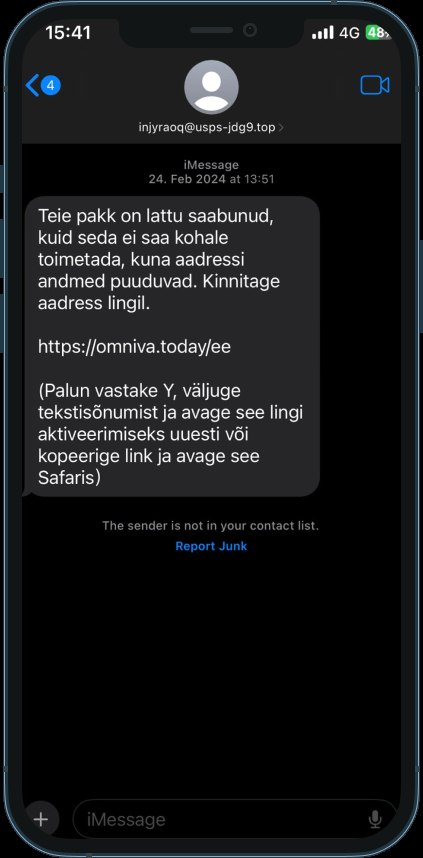 15:41
4G
48
4
injyraoq@usps-jdg9.top
iMessage
24. Feb 2024 at 13:51
Teie pakk on lattu saabunud,
kuid seda ei saa kohale
toimetada, kuna aadressi
andmed puuduvad. Kinnitage
aadress lingil.
https://omniva.today/ee
(Palun vastake Y, väljuge
tekstisõnumist ja avage see lingi
aktiveerimiseks uuesti või
kopeerige link ja avage see
Safaris)
The sender is not in your contact list.
Report Junk
iMessage